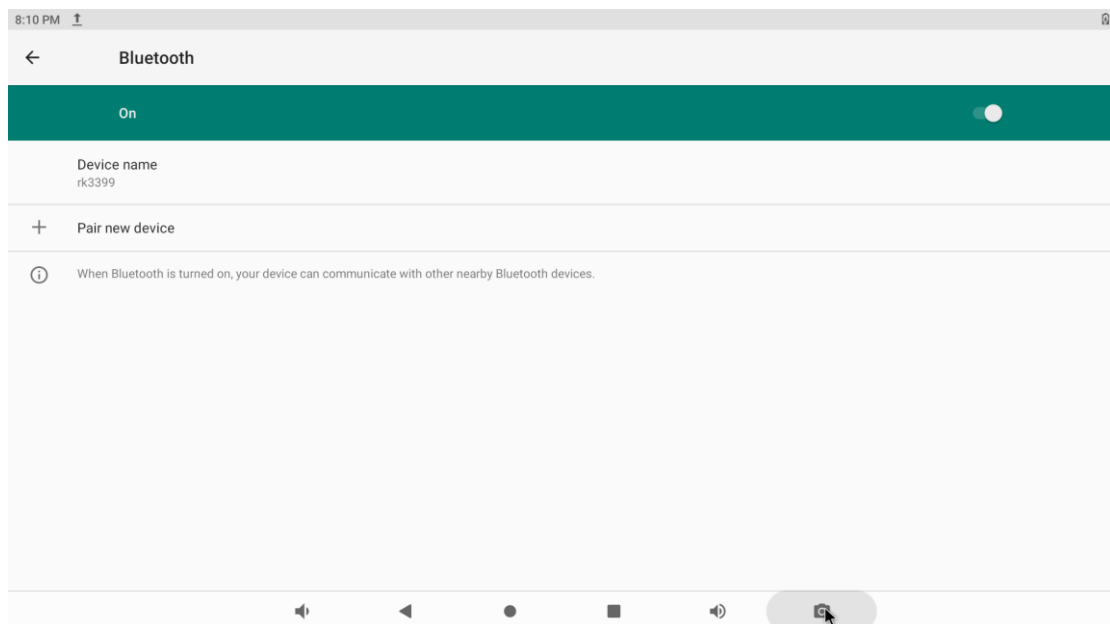 8:10 PM
Bluetooth
On
Device name
rk3399
Pair new device
When Bluetooth is turned on, your device can communicate with other nearby Bluetooth devices.